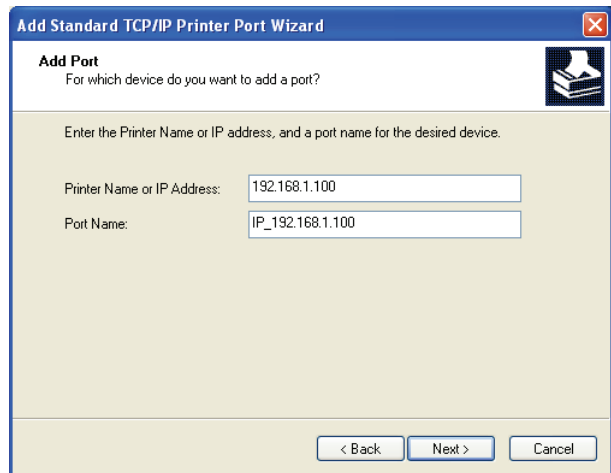 Add Standard TCP/IP Printer Port Wizard
Add Port
For which device do you want to add a port?
Enter the Printer Name or IP address, and a port name for the desired device.
Printer Name or IP Address: 192.168.1.100
Port Name: IP_192.168.1.100
< Back Next > Cancel